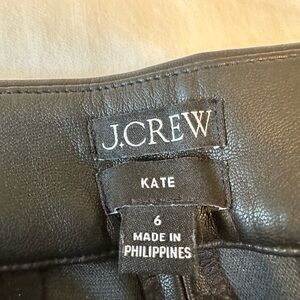 J.CREW
KATE
6
MADE IN
PHILIPPINES